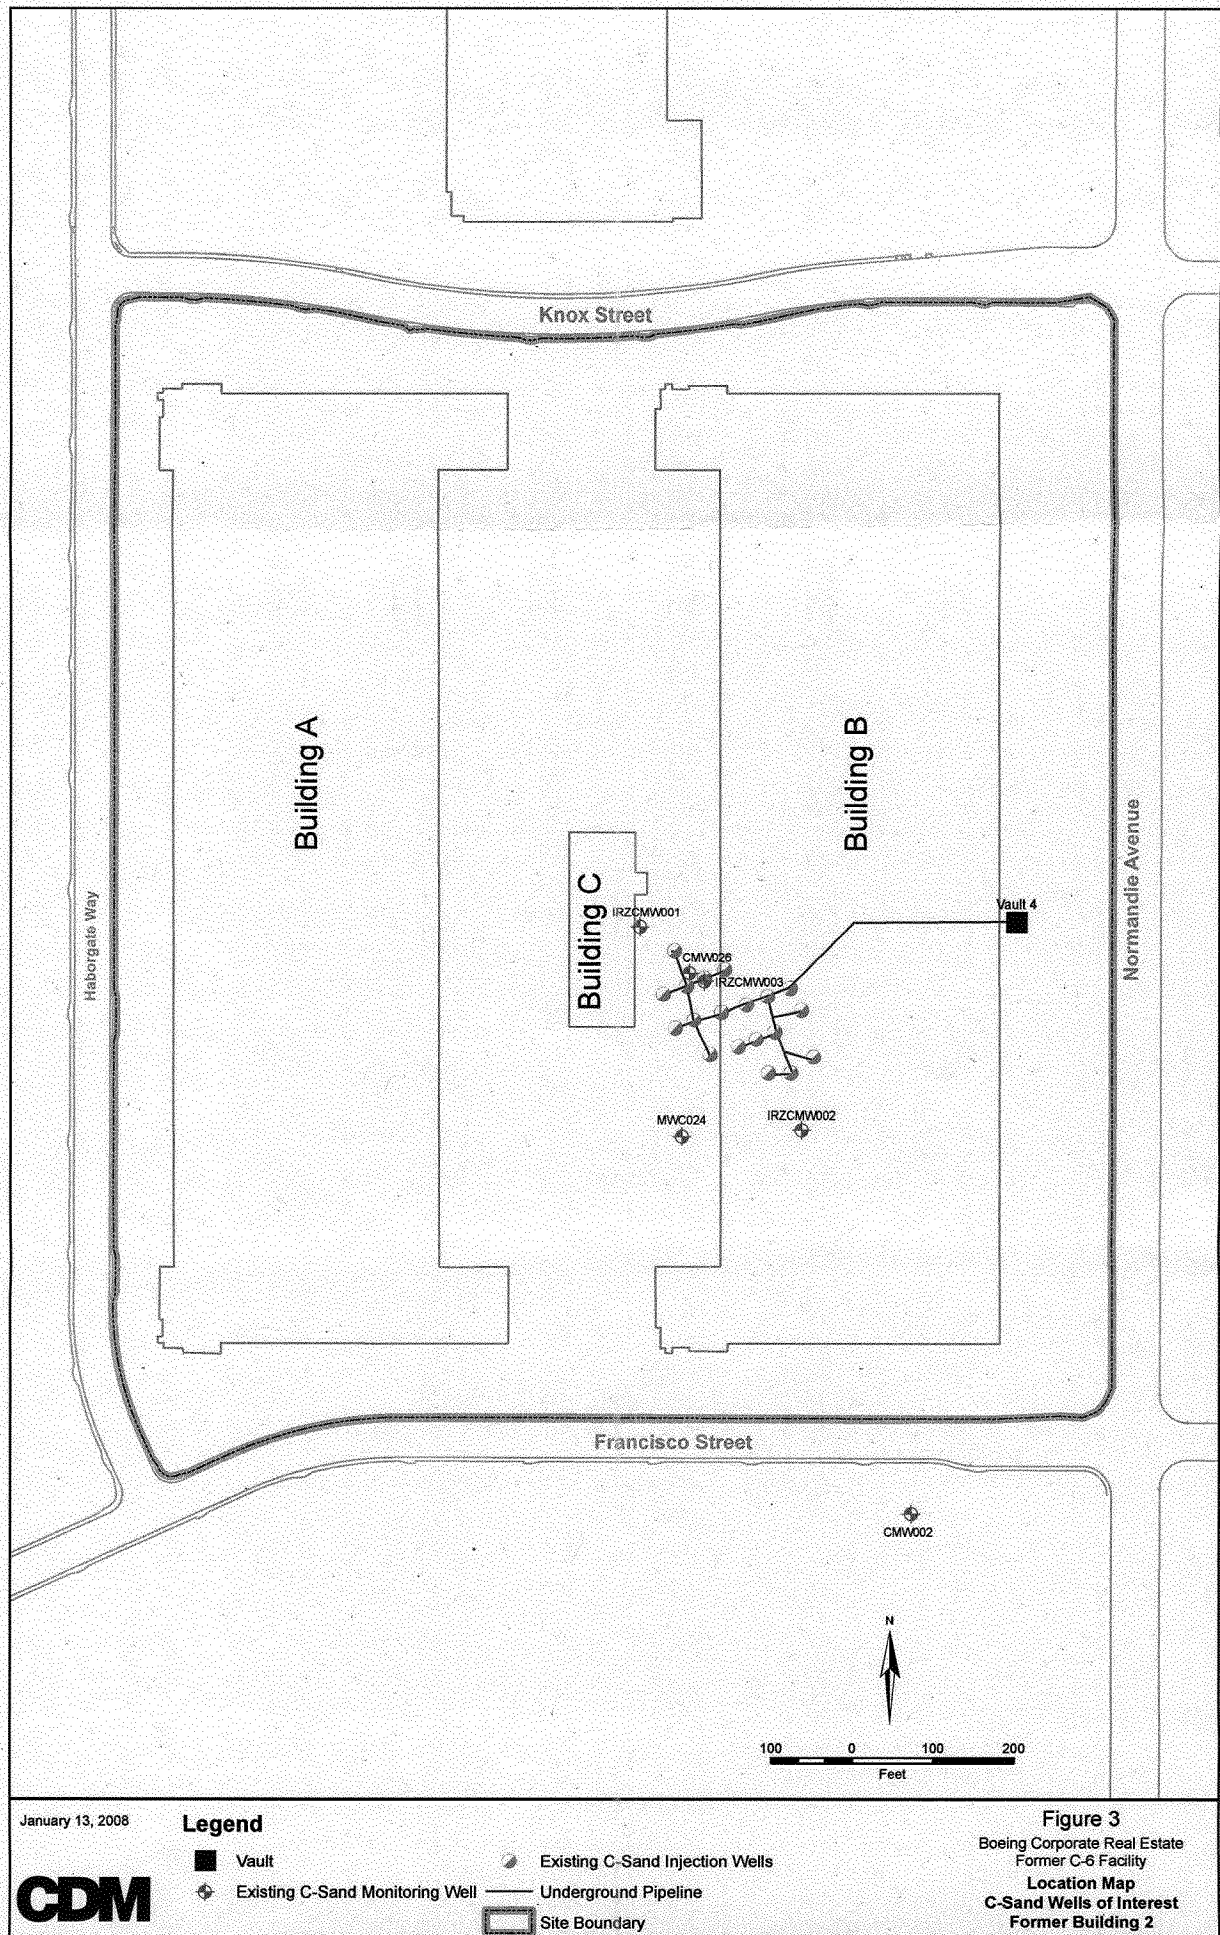 Knox Street
Building A
Building B
Building C
Haborgate Way
Normandie Avenue
Vault 4
IRZCMW001
CMW026
IRZCMW003
MWC024
IRZCMW002
Francisco Street
CMW002
N
100 0 100 200
Feet
January 13, 2008
Legend
Vault
Existing C-Sand Injection Wells
Existing C-Sand Monitoring Well
Underground Pipeline
Site Boundary
CDM
Figure 3
Boeing Corporate Real Estate
Former C-6 Facility
Location Map
C-Sand Wells of Interest
Former Building 2